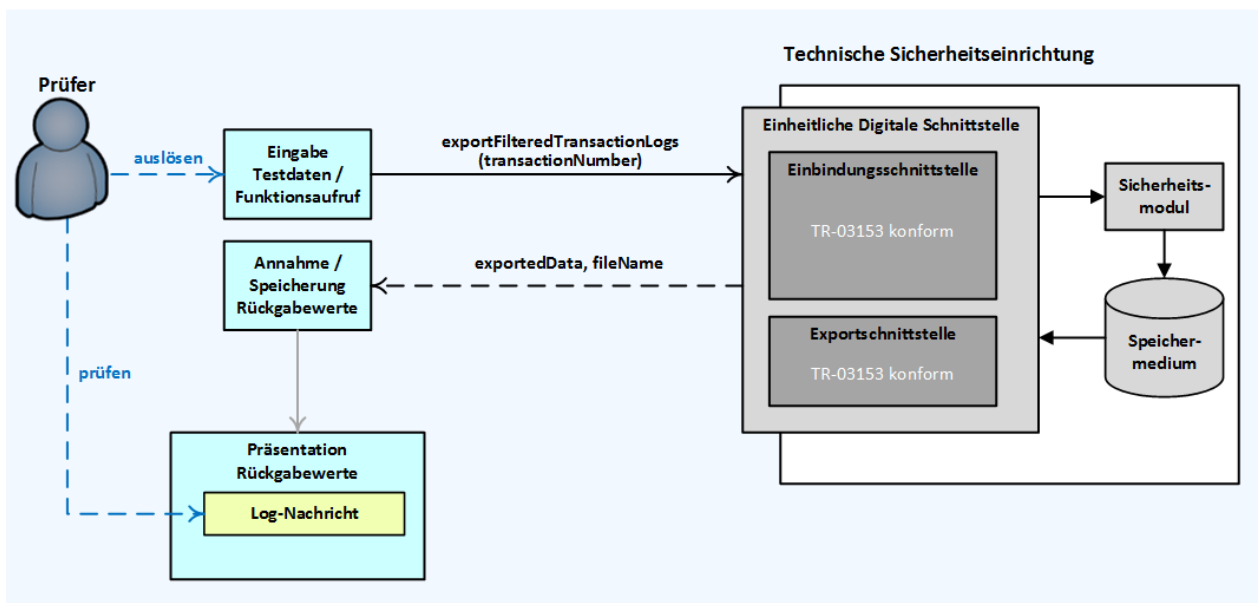 Technische Sicherheitseinrichtung
Prüfer
auslösen
Eingabe
Testdaten /
Funktionsaufruf
exportFilteredTransactionLogs
(transactionNumber)
Einheitliche Digitale Schnittstelle
Einbindungsschnittstelle
TR-03153 konform
Sicherheits-
modul
Annahme /
Speicherung
Rückgabewerte
exportedData, fileName
Exportschnittstelle
TR-03153 konform
Speicher-
medium
prüfen
Präsentation
Rückgabewerte
Log-Nachricht